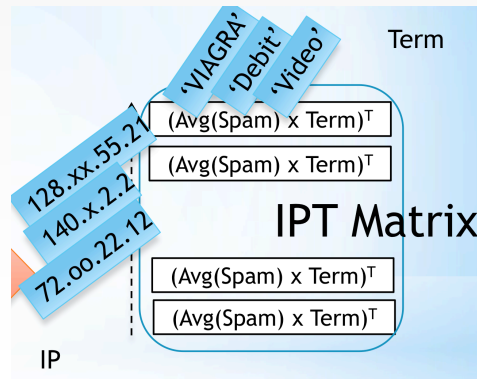 Term
‘VIAGRA’
‘Debit’
‘Video’
128.xx.55.21
140.x.2.2
72.oo.22.12
(Avg(Spam) x Term)ᵀ
(Avg(Spam) x Term)ᵀ
IPT Matrix
(Avg(Spam) x Term)ᵀ
(Avg(Spam) x Term)ᵀ
IP